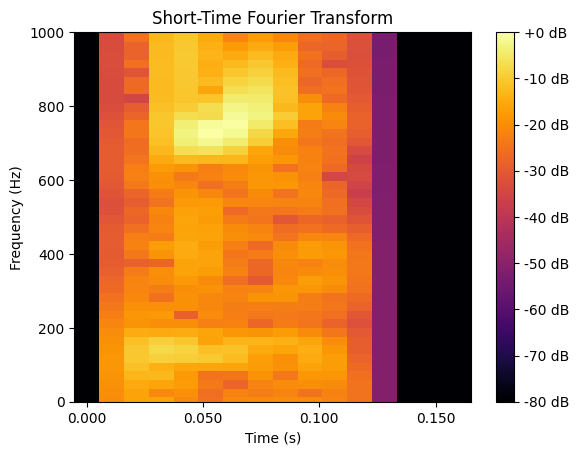 Short-Time Fourier Transform
Frequency (Hz)
1000
800
600
400
200
0
0.000
0.050
0.100
0.150
Time (s)
+0 dB
-10 dB
-20 dB
-30 dB
-40 dB
-50 dB
-60 dB
-70 dB
-80 dB